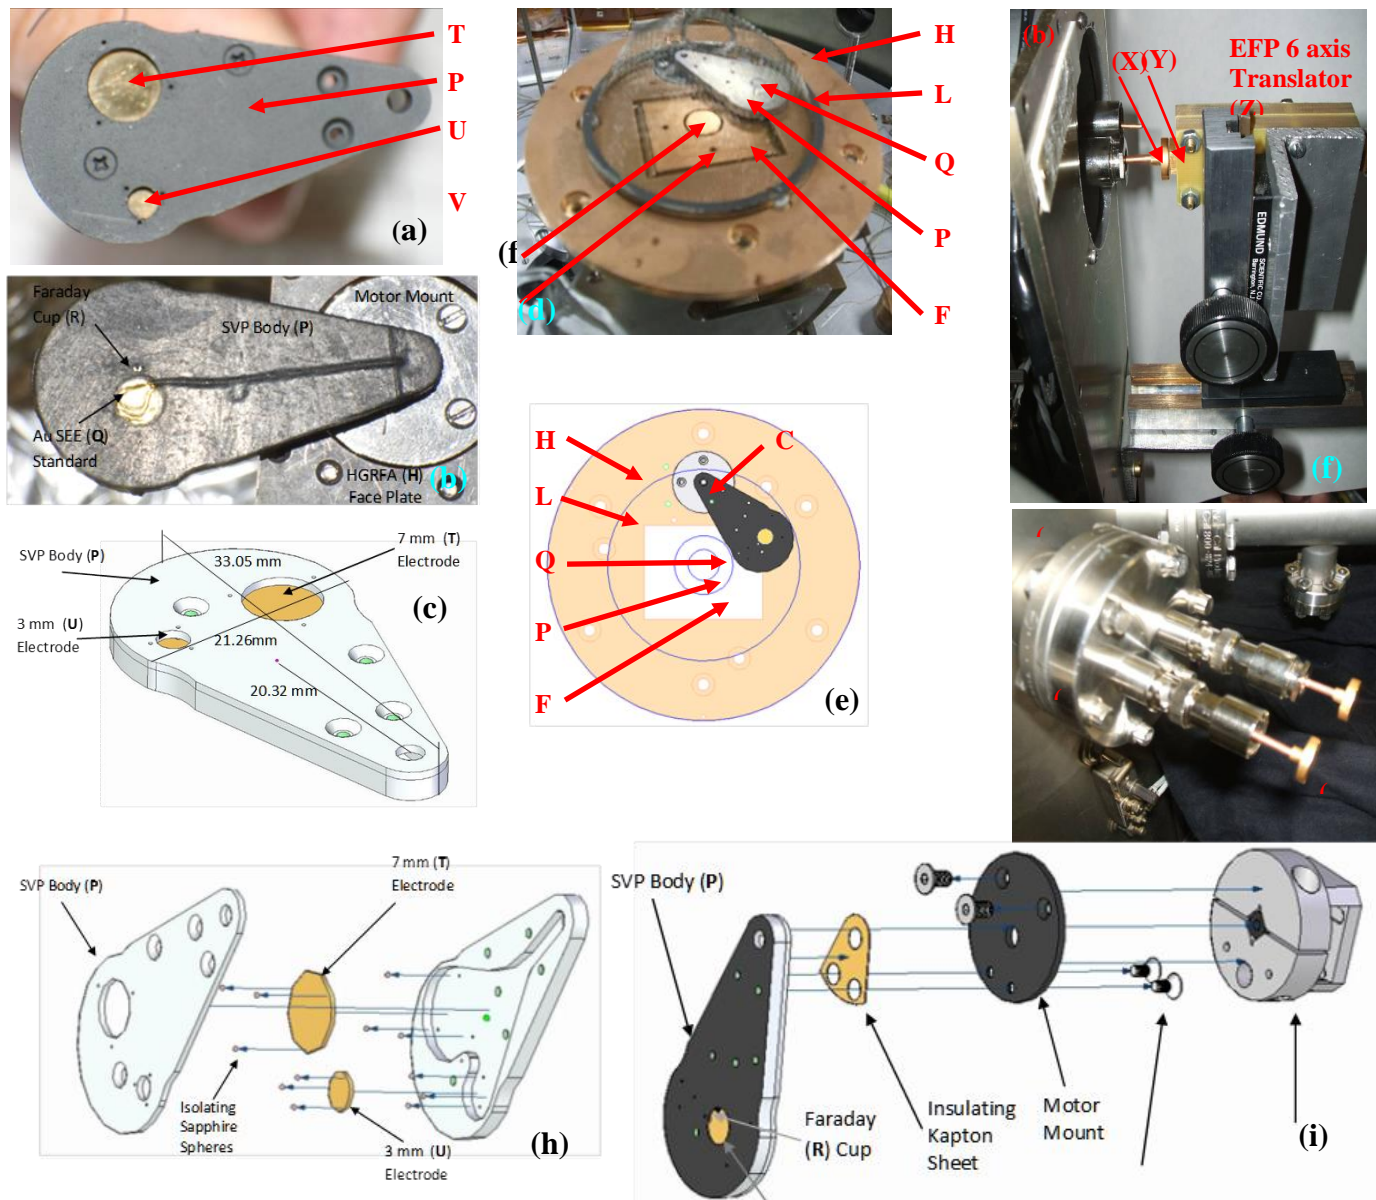 T
P
U
V
(a)
H
L
Q
P
F
(f
(d)
(b)
(X)
(Y)
EFP 6 axis
Translator
(Z)
EDMUND
SCIENTIFIC CO.
Barrington, N.J.
(f)
Faraday
Cup (R)
SVP Body (P)
Motor Mount
Au SEE (Q)
Standard
HGRFA (H)
Face Plate
(b)
SVP Body (P)
33.05 mm
7 mm (T)
Electrode
(c)
3 mm (U)
Electrode
21.26mm
20.32 mm
H
C
L
Q
P
F
(e)
SVP Body (P)
7 mm (T)
Electrode
Isolating
Sapphire
Spheres
3 mm (U)
Electrode
(h)
SVP Body (P)
Faraday
(R) Cup
Insulating
Kapton
Sheet
Motor
Mount
(i)